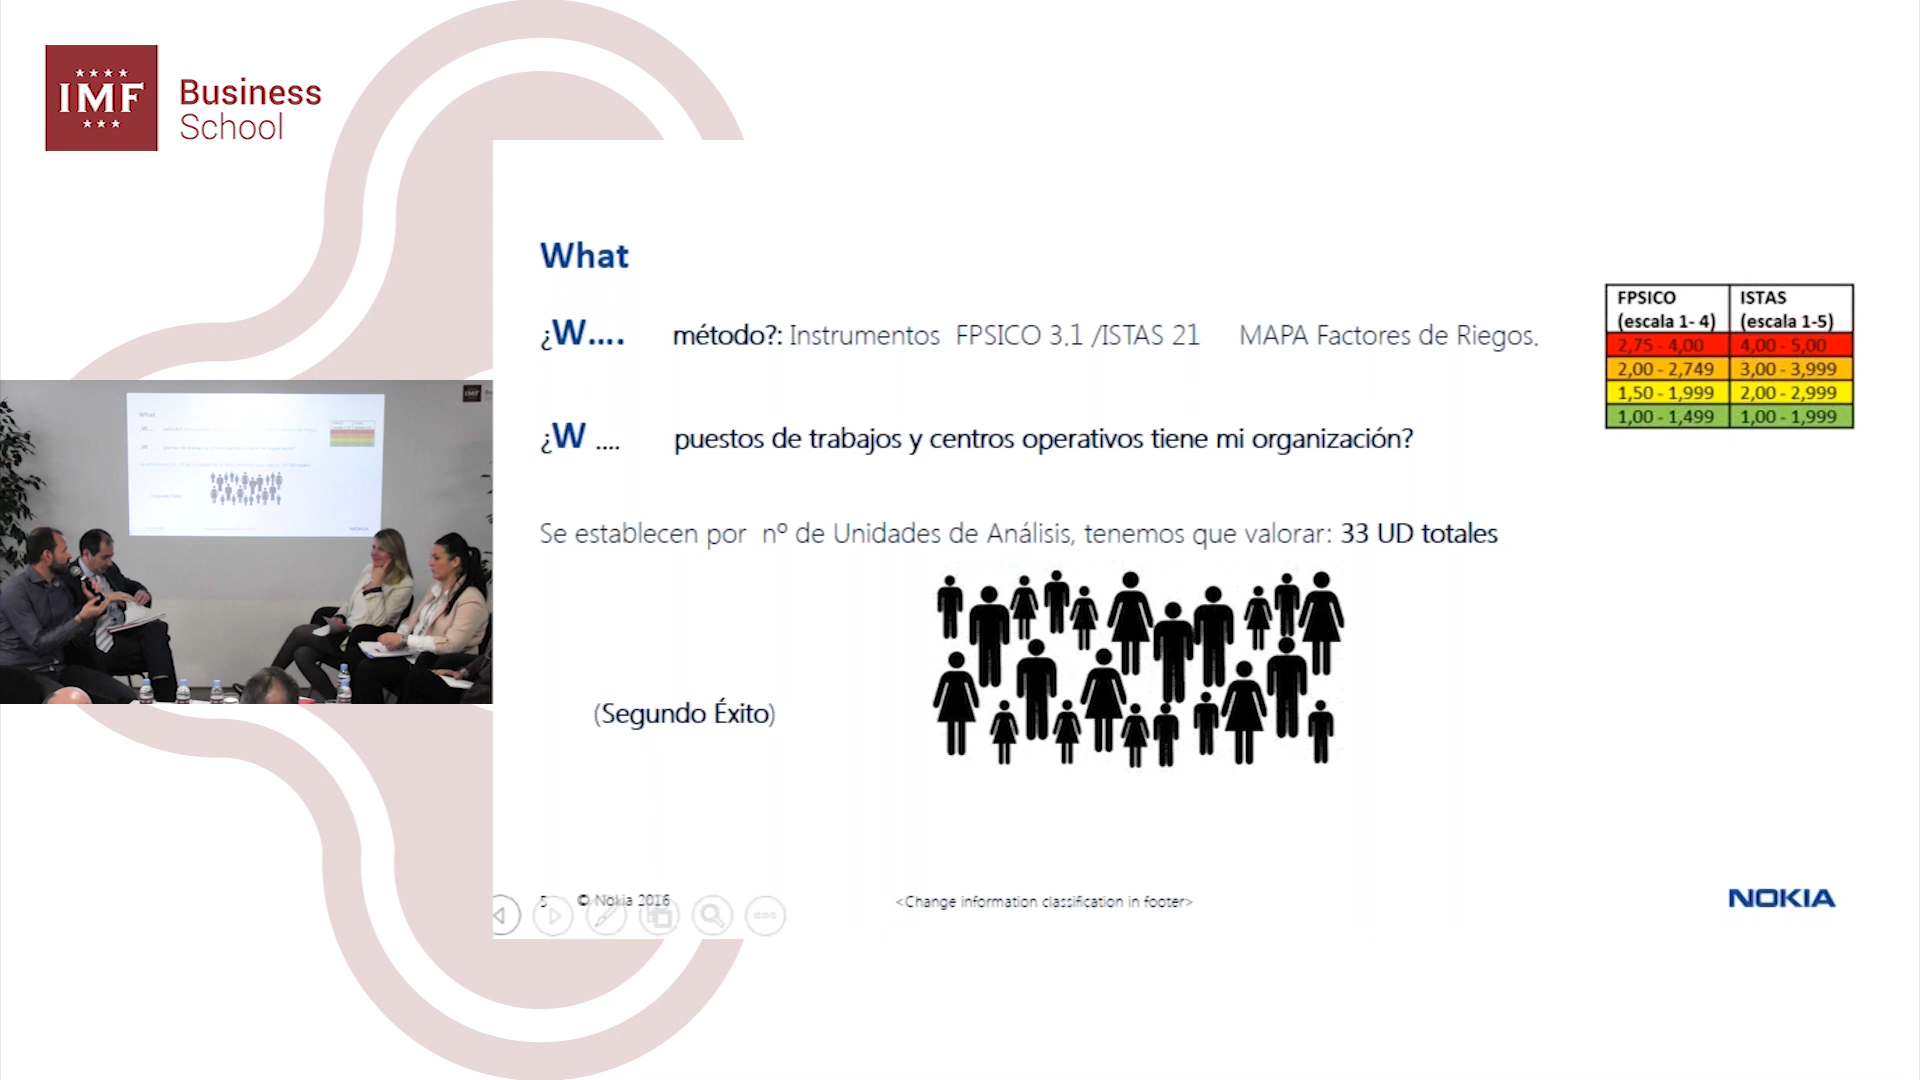 IMF
Business
School
What
¿W.... método?: Instrumentos FPSICO 3.1 /ISTAS 21 MAPA Factores de Riegos.
FPSICO (escala 1- 4) ISTAS (escala 1-5)
2,75 - 4,00 4,00 - 5,00
2,00 - 2,749 3,00 - 3,999
1,50 - 1,999 2,00 - 2,999
1,00 - 1,499 1,00 - 1,999
¿W .... puestos de trabajos y centros operativos tiene mi organización?
Se establecen por nº de Unidades de Análisis, tenemos que valorar: 33 UD totales
(Segundo Éxito)
5 © Nokia 2016 <Change information classification in footer> NOKIA